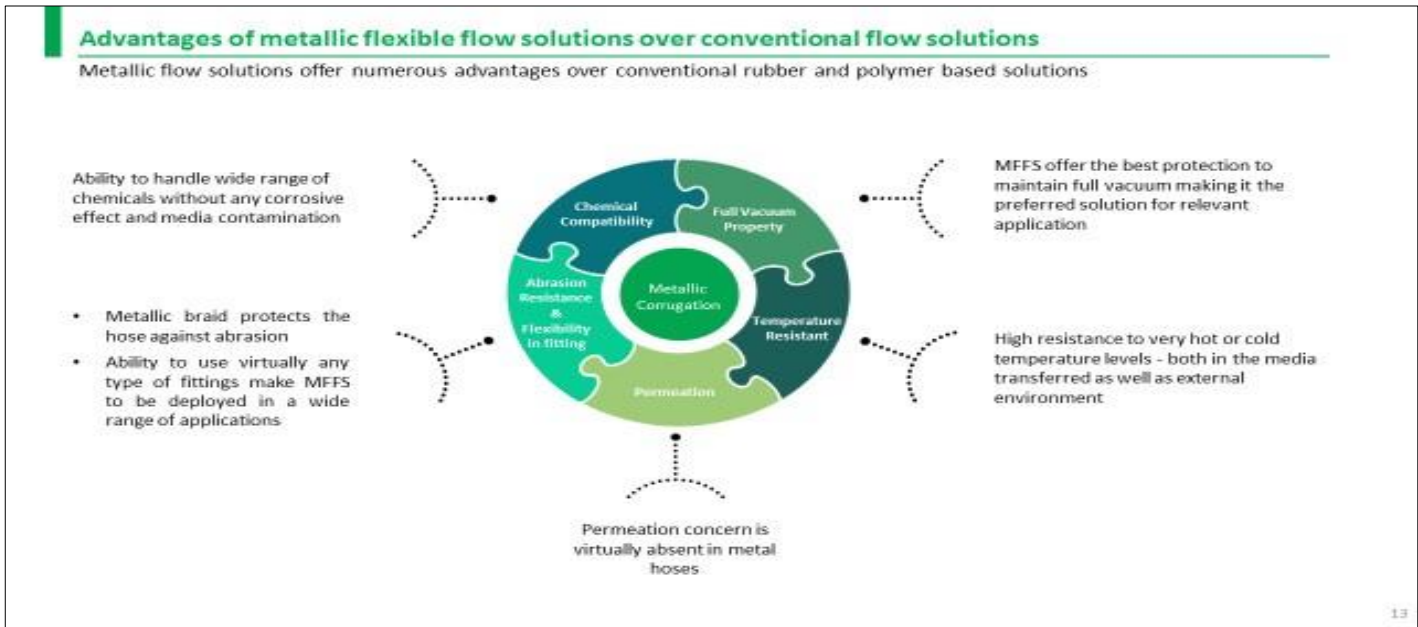 Advantages of metallic flexible flow solutions over conventional flow solutions
Metallic flow solutions offer numerous advantages over conventional rubber and polymer based solutions
Ability to handle wide range of
chemicals without any corrosive
effect and media contamination
• Metallic braid protects the
hose against abrasion
• Ability to use virtually any
type of fittings make MFFS
to be deployed in a wide
range of applications
Chemical
Compatibility
Full Vacuum
Property
Abrasion
Resistance
&
Flexibility
in fitting
Metallic
Corrugation
Temperature
Resistant
Permeation
MFFS offer the best protection to
maintain full vacuum making it the
preferred solution for relevant
application
High resistance to very hot or cold
temperature levels - both in the media
transferred as well as external
environment
Permeation concern is
virtually absent in metal
hoses
13